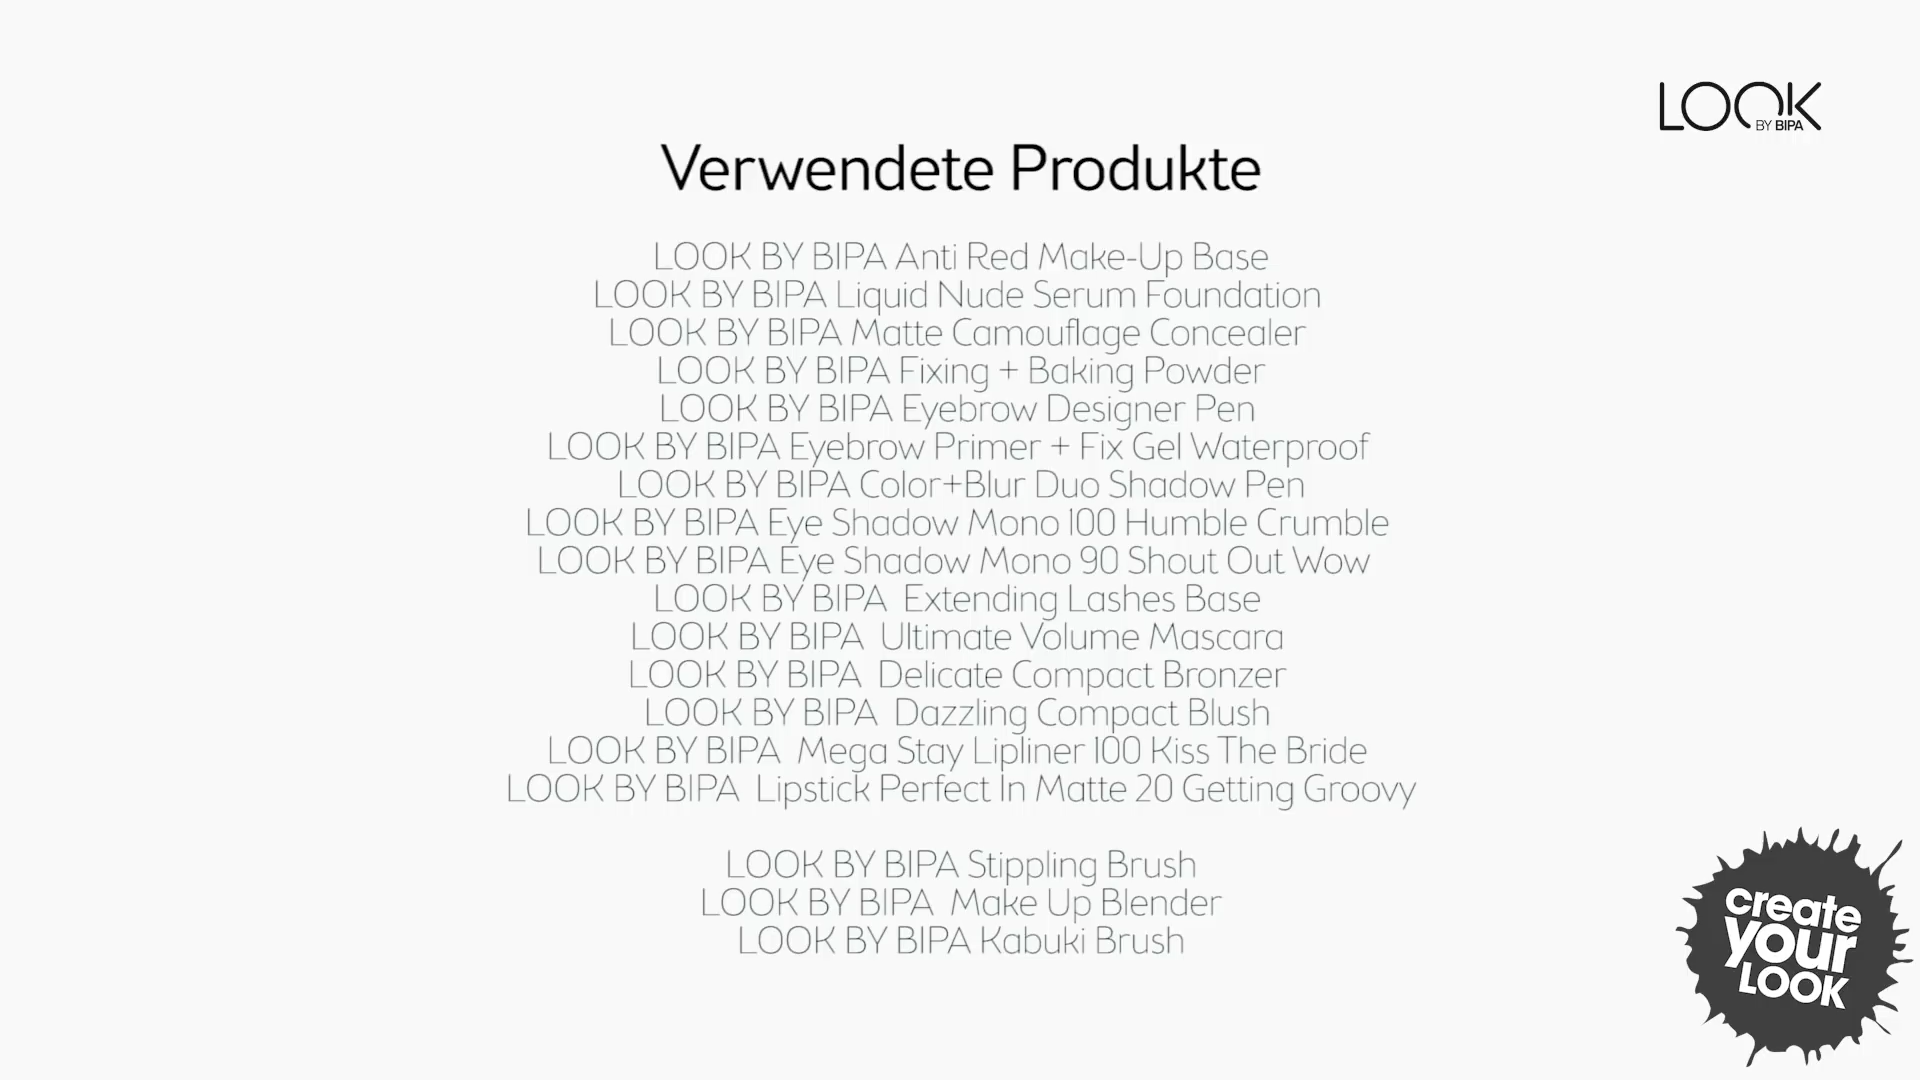 LOOK
BY BIPA
Verwendete Produkte
LOOK BY BIPA Anti Red Make-Up Base
LOOK BY BIPA Liquid Nude Serum Foundation
LOOK BY BIPA Matte Camouflage Concealer
LOOK BY BIPA Fixing + Baking Powder
LOOK BY BIPA Eyebrow Designer Pen
LOOK BY BIPA Eyebrow Primer + Fix Gel Waterproof
LOOK BY BIPA Color+Blur Duo Shadow Pen
LOOK BY BIPA Eye Shadow Mono 100 Humble Crumble
LOOK BY BIPA Eye Shadow Mono 90 Shout Out Wow
LOOK BY BIPA  Extending Lashes Base
LOOK BY BIPA  Ultimate Volume Mascara
LOOK BY BIPA  Delicate Compact Bronzer
LOOK BY BIPA  Dazzling Compact Blush
LOOK BY BIPA  Mega Stay Lipliner 100 Kiss The Bride
LOOK BY BIPA  Lipstick Perfect In Matte 20 Getting Groovy
LOOK BY BIPA Stippling Brush
LOOK BY BIPA  Make Up Blender
LOOK BY BIPA Kabuki Brush
create
your
LOOK